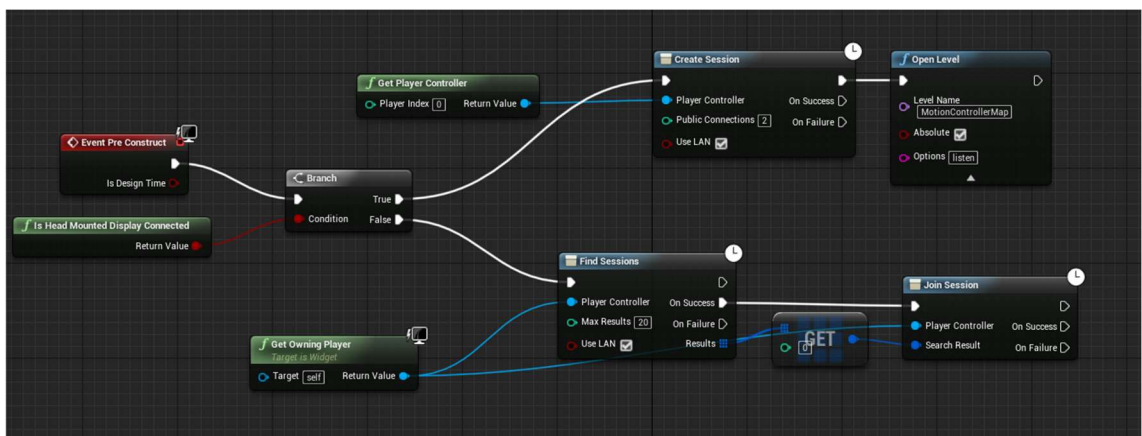 Event Pre Construct
Is Design Time
f Is Head Mounted Display Connected
Return Value
Branch
True
Condition
False
f Get Player Controller
Player Index 0
Return Value
Create Session
Player Controller
On Success
Public Connections 2
On Failure
Use LAN
f Open Level
Level Name
MotionControllerMap
Absolute
Options listen
f Get Owning Player
Target is Widget
Target self
Return Value
Find Sessions
Player Controller
On Success
Max Results 20
On Failure
Use LAN
Results
GET
0
Join Session
Player Controller
On Success
Search Result
On Failure